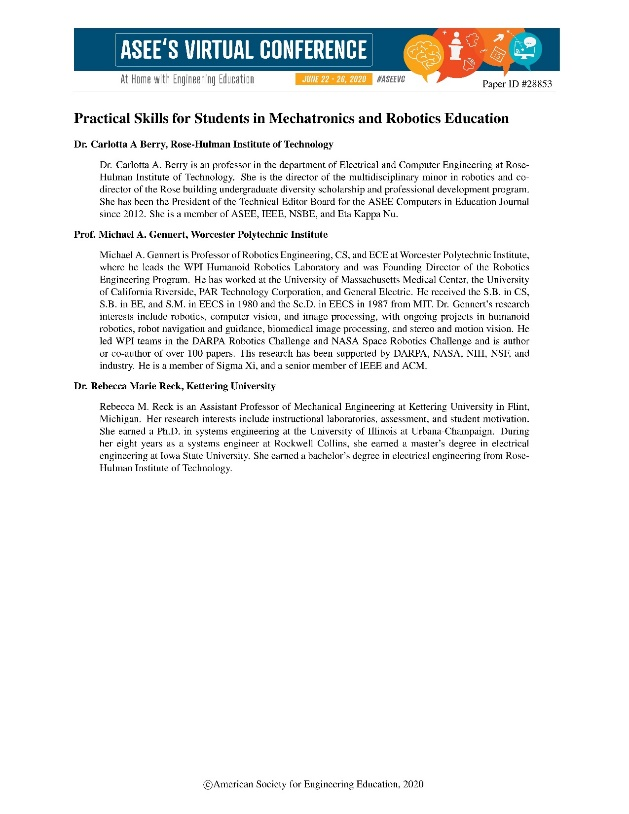 ASEE'S VIRTUAL CONFERENCE
At Home with Engineering Education
JUNE 22 - 26, 2020 #ASEEVC
Paper ID #28853
Practical Skills for Students in Mechatronics and Robotics Education
Dr. Carlotta A Berry, Rose-Hulman Institute of Technology
Dr. Carlotta A. Berry is an professor in the department of Electrical and Computer Engineering at Rose-
Hulman Institute of Technology. She is the director of the multidisciplinary minor in robotics and co-
director of the Rose building undergraduate diversity scholarship and professional development program.
She has been the President of the Technical Editor Board for the ASEE Computers in Education Journal
since 2012. She is a member of ASEE, IEEE, NSBE, and Eta Kappa Nu.
Prof. Michael A. Gennert, Worcester Polytechnic Institute
Michael A. Gennert is Professor of Robotics Engineering, CS, and ECE at Worcester Polytechnic Institute,
where he leads the WPI Humanoid Robotics Laboratory and was Founding Director of the Robotics
Engineering Program. He has worked at the University of Massachusetts Medical Center, the University
of California Riverside, PAR Technology Corporation, and General Electric. He received the S.B. in CS,
S.B. in EE, and S.M. in EECS in 1980 and the Sc.D. in EECS in 1987 from MIT. Dr. Gennert's research
interests include robotics, computer vision, and image processing, with ongoing projects in humanoid
robotics, robot navigation and guidance, biomedical image processing, and stereo and motion vision. He
led WPI teams in the DARPA Robotics Challenge and NASA Space Robotics Challenge and is author
or co-author of over 100 papers. His research has been supported by DARPA, NASA, NIH, NSF, and
industry. He is a member of Sigma Xi, and a senior member of IEEE and ACM.
Dr. Rebecca Marie Reck, Kettering University
Rebecca M. Reck is an Assistant Professor of Mechanical Engineering at Kettering University in Flint,
Michigan. Her research interests include instructional laboratories, assessment, and student motivation.
She earned a Ph.D. in systems engineering at the University of Illinois at Urbana-Champaign. During
her eight years as a systems engineer at Rockwell Collins, she earned a master's degree in electrical
engineering at Iowa State University. She earned a bachelor's degree in electrical engineering from Rose-
Hulman Institute of Technology.
©American Society for Engineering Education, 2020